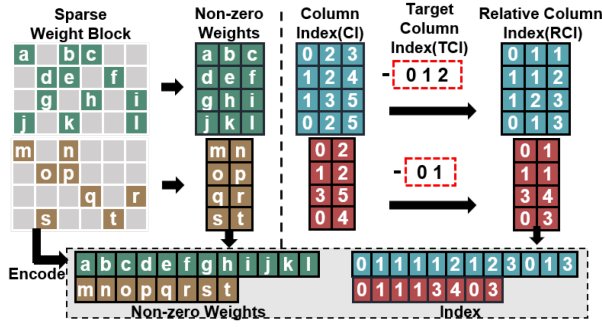 Sparse
Weight Block
Non-zero
Weights
Column
Index(CI)
Target
Column
Index(TCI)
Relative Column
Index(RCI)
a b c
d e f
g h i
j k l
m n
o p
q r
s t
a b c
d e f
g h i
j k l
m n
o p
q r
s t
0 2 3
1 2 4
1 3 5
0 2 5
0 2
1 2
3 5
0 4
- 0 1 2
- 0 1
0 1 1
1 1 2
1 2 3
0 1 3
0 1
1 1
3 4
0 3
Encode
a b c d e f g h i j k l
m n o p q r s t
Non-zero Weights
0 1 1 1 1 2 1 2 3 0 1 3
0 1 1 1 3 4 0 3
Index